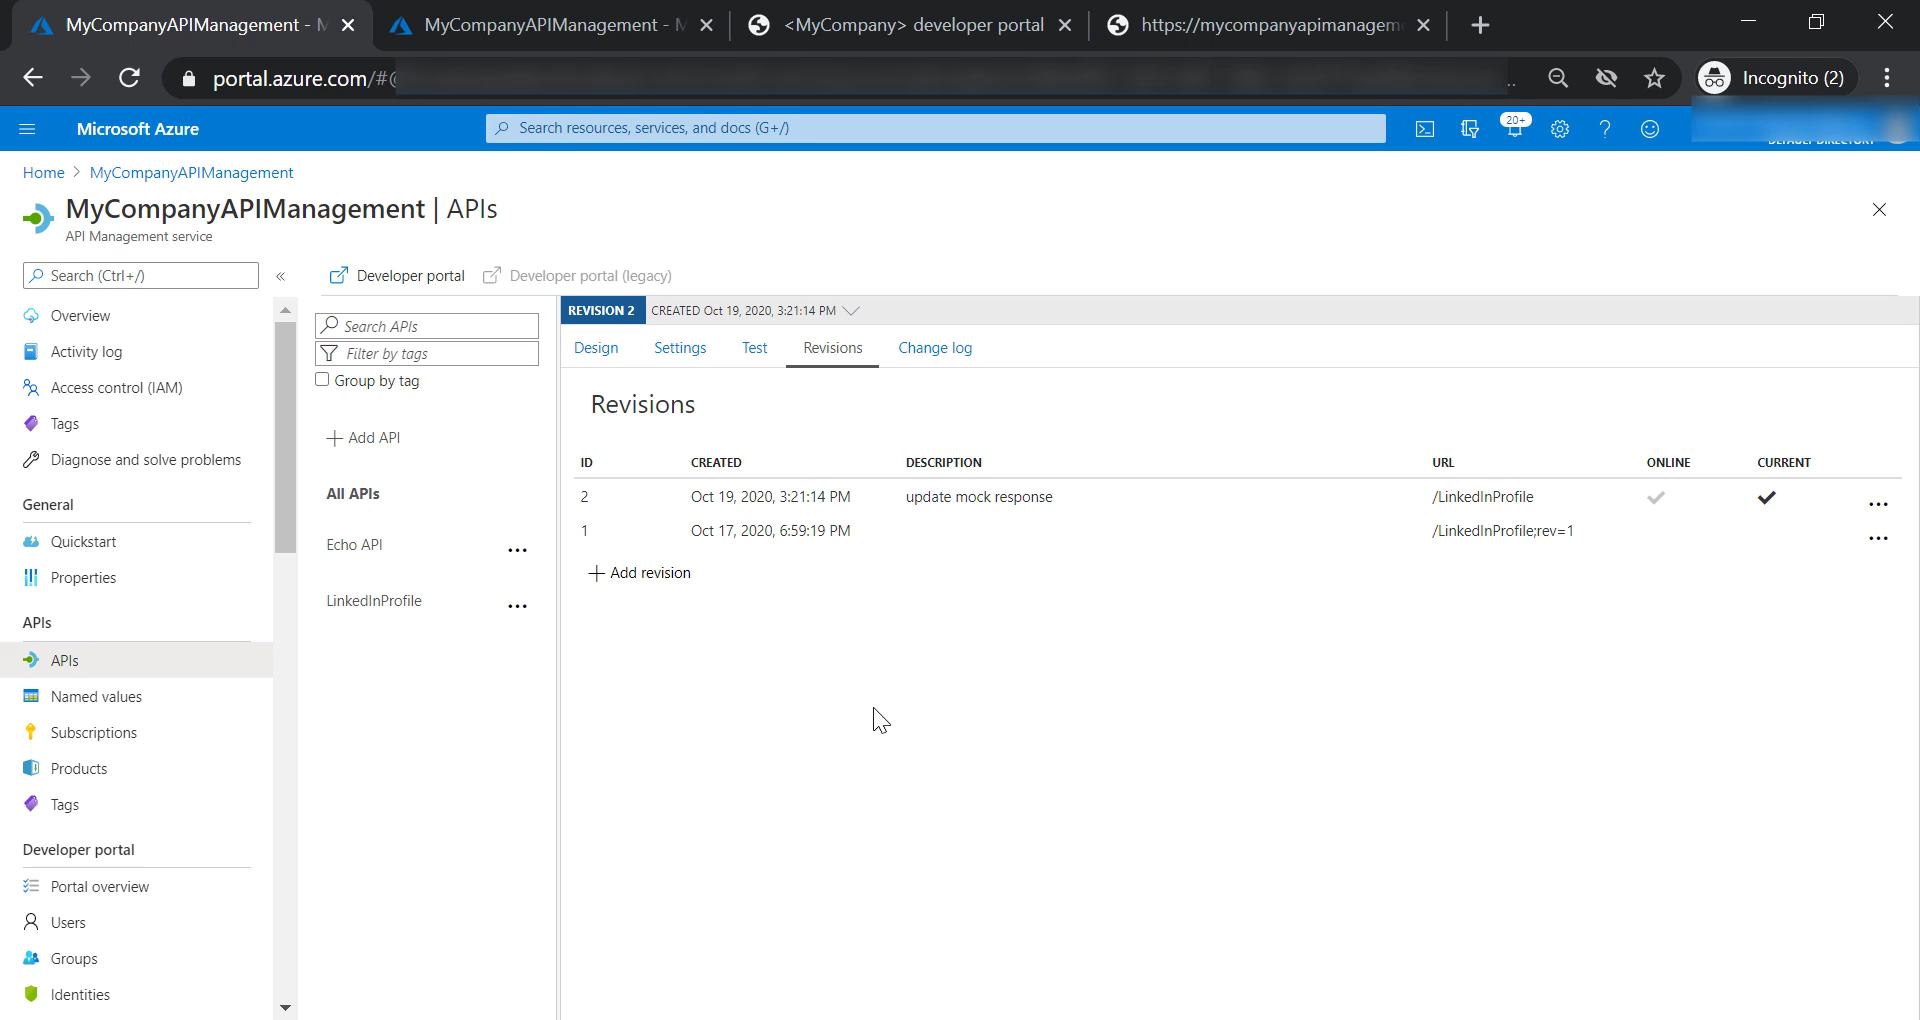 MyCompanyAPIManagement - M
MyCompanyAPIManagement - M
<MyCompany> developer portal
https://mycompanyapimanagem
portal.azure.com/#@
Incognito (2)
Microsoft Azure
Search resources, services, and docs (G+/)
20+
DEFAULT DIRECTORY
Home > MyCompanyAPIManagement
MyCompanyAPIManagement | APIs
API Management service
Search (Ctrl+/)
«
Developer portal
Developer portal (legacy)
Overview
Activity log
Access control (IAM)
Tags
Diagnose and solve problems
General
Quickstart
Properties
APIs
APIs
Named values
Subscriptions
Products
Tags
Developer portal
Portal overview
Users
Groups
Identities
Search APIs
Filter by tags
Group by tag
+ Add API
All APIs
Echo API ...
LinkedInProfile ...
REVISION 2 CREATED Oct 19, 2020, 3:21:14 PM
Design Settings Test Revisions Change log
Revisions
ID CREATED DESCRIPTION URL ONLINE CURRENT
2 Oct 19, 2020, 3:21:14 PM update mock response /LinkedInProfile ✓ ✓ ...
1 Oct 17, 2020, 6:59:19 PM /LinkedInProfile;rev=1 ...
+ Add revision